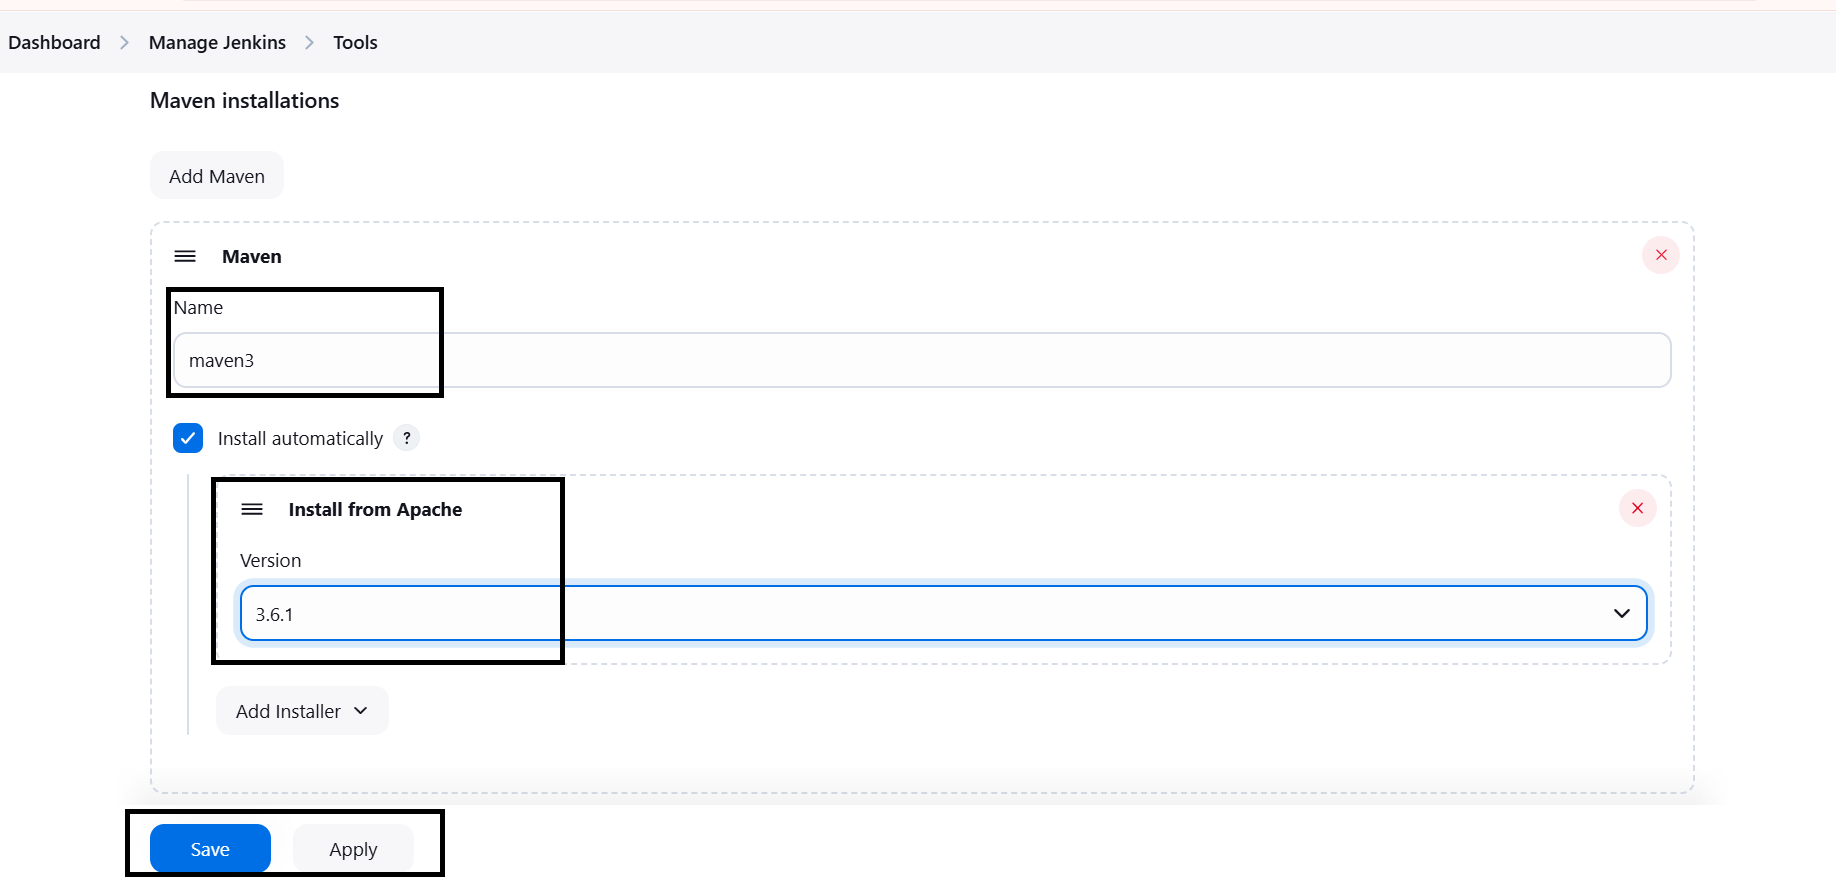 Dashboard > Manage Jenkins > Tools
Maven installations
Add Maven
Maven
Name
maven3
Install automatically ?
Install from Apache
Version
3.6.1
Add Installer
Save Apply